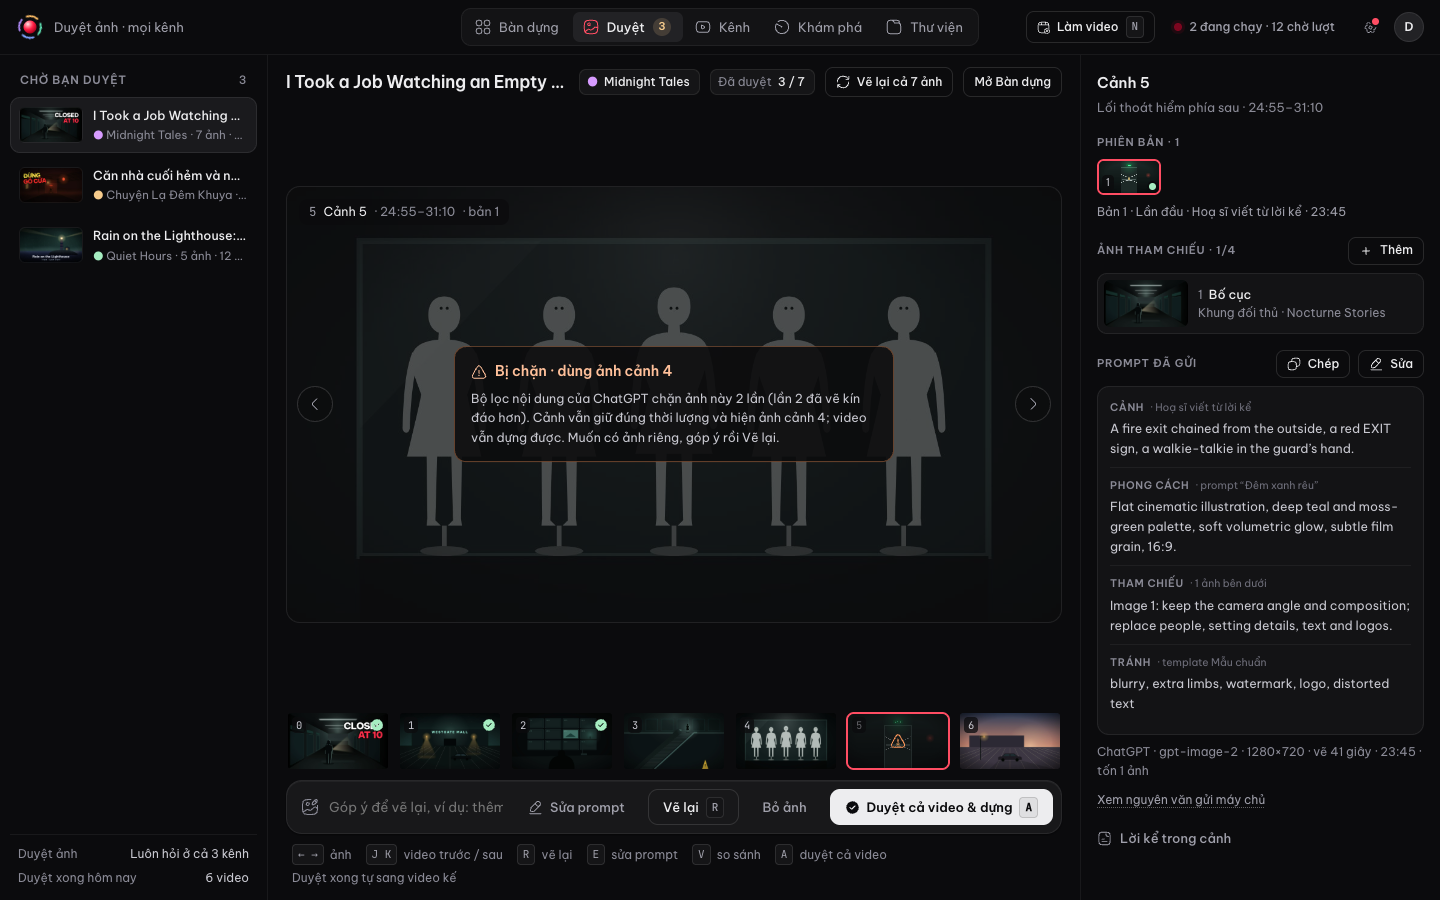 Duyệt ảnh · mọi kênh
Bàn dựng
Duyệt 3
Kênh
Khám phá
Thư viện
Làm video N
2 đang chạy · 12 chờ lượt
D
CHỜ BẠN DUYỆT 3
CLOSED
AT 10
I Took a Job Watching ...
Midnight Tales · 7 ảnh · ...
ĐỪNG
GÕ CỬA
Căn nhà cuối hẻm và n...
Chuyện Lạ Đêm Khuya · ...
Rain on the Lighthouse
Rain on the Lighthouse:...
Quiet Hours · 5 ảnh · 12 ...
Duyệt ảnh Luôn hỏi ở cả 3 kênh
Duyệt xong hôm nay 6 video
I Took a Job Watching an Empty ...
Midnight Tales
Đã duyệt 3 / 7
Vẽ lại cả 7 ảnh
Mở Bàn dựng
5 Cảnh 5 · 24:55–31:10 · bản 1
Bị chặn · dùng ảnh cảnh 4
Bộ lọc nội dung của ChatGPT chặn ảnh này 2 lần (lần 2 đã vẽ kín
đáo hơn). Cảnh vẫn giữ đúng thời lượng và hiện ảnh cảnh 4; video
vẫn dựng được. Muốn có ảnh riêng, góp ý rồi Vẽ lại.
0 CLOSED
AT 10
1 WESTGATE MALL
2
3
4
5
6
Góp ý để vẽ lại, ví dụ: thêm
Sửa prompt
Vẽ lại R
Bỏ ảnh
Duyệt cả video & dựng A
← → ảnh
J K video trước / sau
R vẽ lại
E sửa prompt
V so sánh
A duyệt cả video
Duyệt xong tự sang video kế
Cảnh 5
Lối thoát hiểm phía sau · 24:55–31:10
PHIÊN BẢN · 1
1
Bản 1 · Lần đầu · Hoạ sĩ viết từ lời kể · 23:45
ẢNH THAM CHIẾU · 1/4
Thêm
1 Bố cục
Khung đối thủ · Nocturne Stories
PROMPT ĐÃ GỬI
Chép
Sửa
CẢNH · Hoạ sĩ viết từ lời kể
A fire exit chained from the outside, a red EXIT
sign, a walkie-talkie in the guard's hand.
PHONG CÁCH · prompt “Đêm xanh rêu”
Flat cinematic illustration, deep teal and moss-
green palette, soft volumetric glow, subtle film
grain, 16:9.
THAM CHIẾU · 1 ảnh bên dưới
Image 1: keep the camera angle and composition;
replace people, setting details, text and logos.
TRÁNH · template Mẫu chuẩn
blurry, extra limbs, watermark, logo, distorted
text
ChatGPT · gpt-image-2 · 1280×720 · vẽ 41 giây · 23:45 ·
tốn 1 ảnh
Xem nguyên văn gửi máy chủ
Lời kể trong cảnh